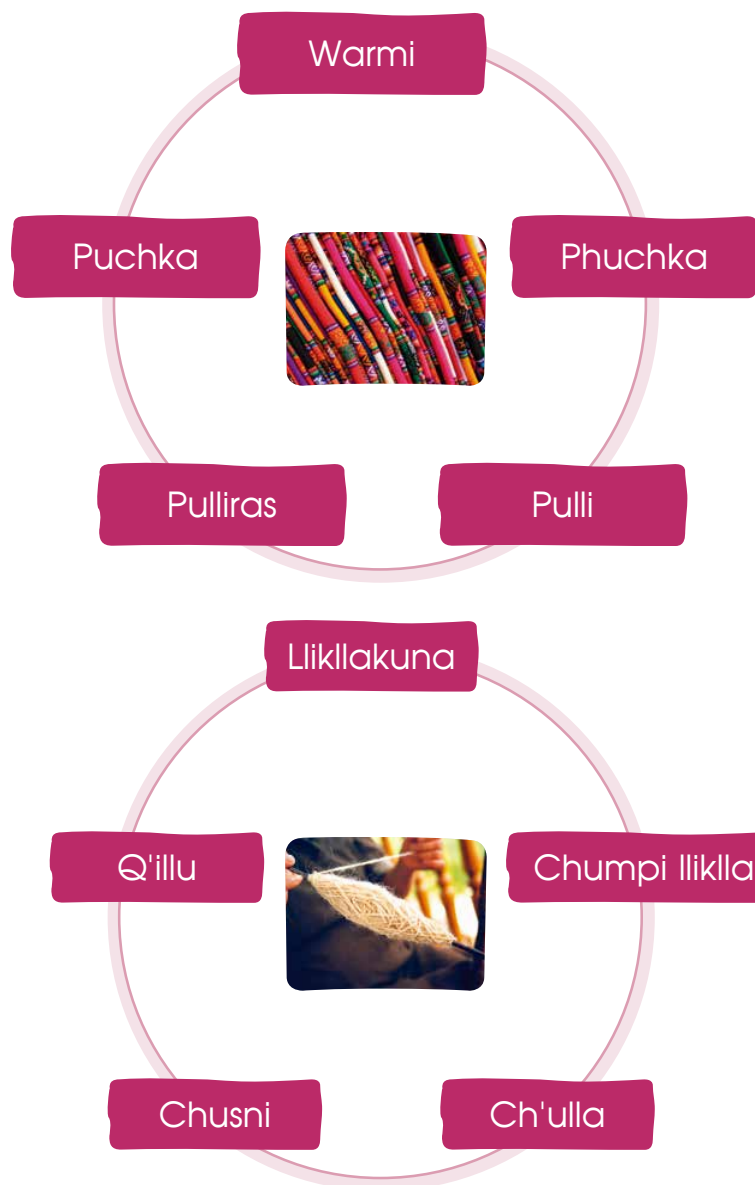 Warmi
Puchka
Phuchka
Pulliras
Pulli
Llikllakuna
Q'illu
Chumpi lliklla
Chusni
Ch'ulla